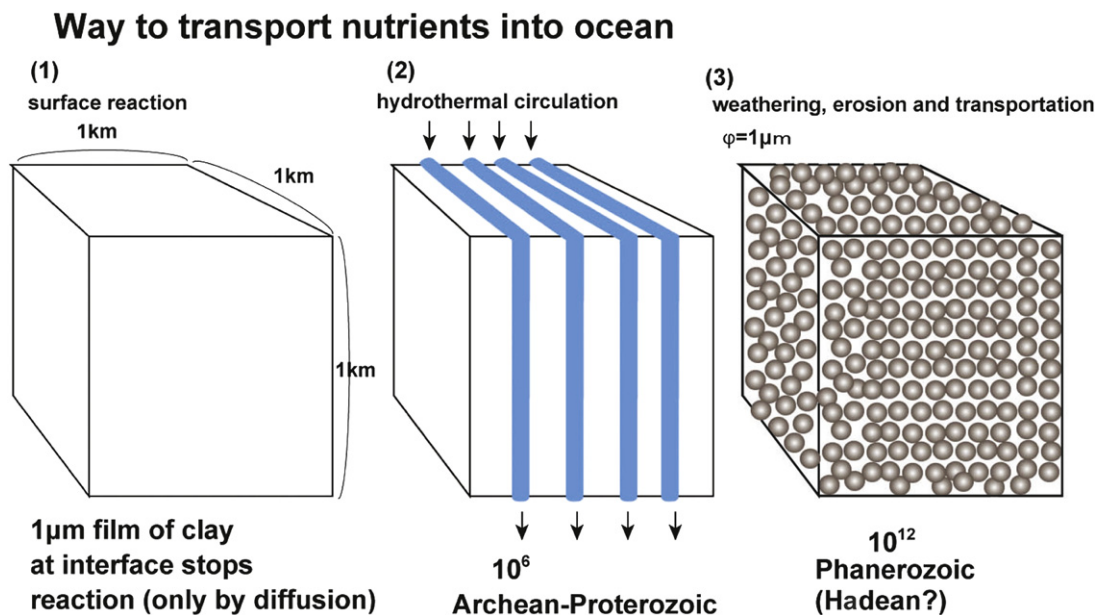 Way to transport nutrients into ocean
(1)
surface reaction
1km
1km
1km
1μm film of clay
at interface stops
reaction (only by diffusion)
(2)
hydrothermal circulation
10⁶
Archean-Proterozoic
(3)
weathering, erosion and transportation
φ=1μm
10¹²
Phanerozoic
(Hadean?)